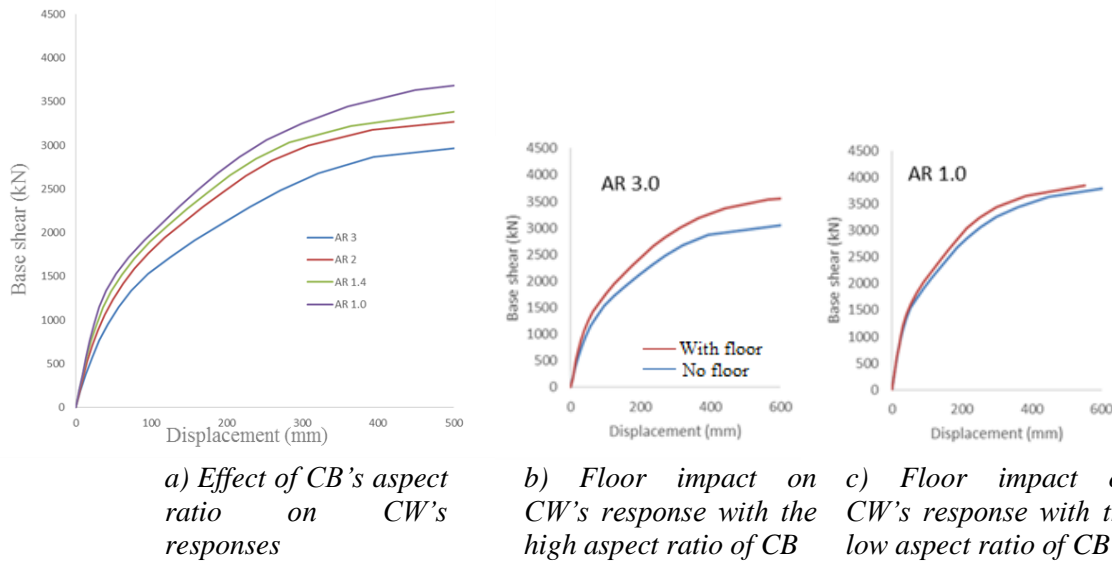 4500
4000
3500
3000
2500
2000
1500
1000
500
0
Base shear (kN)
0 100 200 300 400 500
Displacement (mm)
AR 3
AR 2
AR 1.4
AR 1.0
a) Effect of CB's aspect
ratio on CW's
responses
4500
4000
3500
3000
2500
2000
1500
1000
500
0
Base shear (kN)
AR 3.0
With floor
No floor
0 200 400 600
Displacement (mm)
b) Floor impact on
CW's response with the
high aspect ratio of CB
4500
4000
3500
3000
2500
2000
1500
1000
500
0
Base shear (kN)
AR 1.0
0 200 400 600
Displacement (mm)
c) Floor impact
CW's response with
low aspect ratio of CB